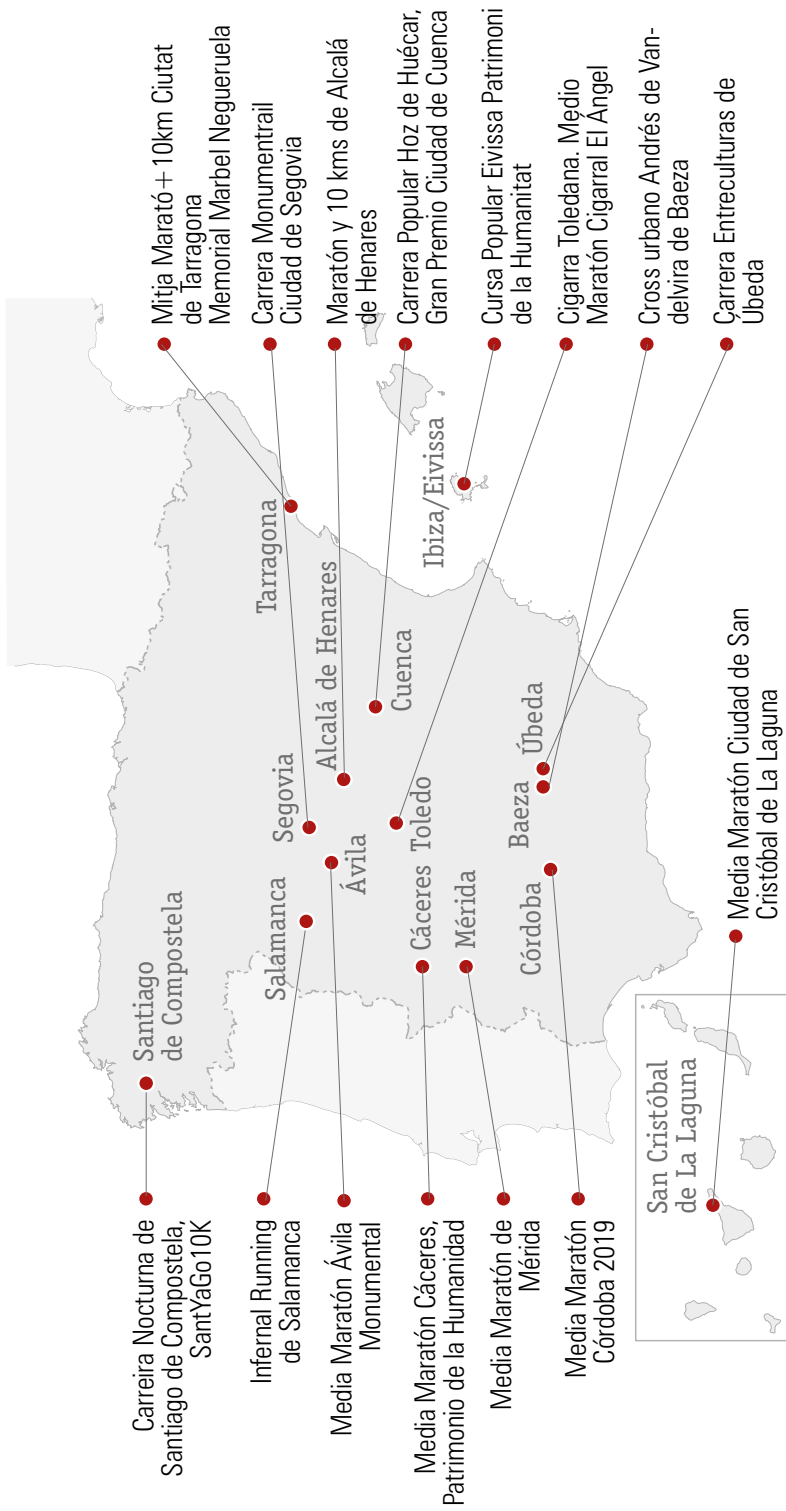 Carreira Nocturna de
Santiago de Compostela,
SantYaGo10K
Infernal Running
de Salamanca
Media Maratón Ávila
Monumental
Media Maratón Cáceres,
Patrimonio de la Humanidad
Media Maratón de
Mérida
Media Maratón
Córdoba 2019
Santiago
de Compostela
Salamanca
Segovia
Ávila
Alcalá de Henares
Tarragona
Cuenca
Toledo
Cáceres
Mérida
Ibiza/Eivissa
Córdoba
Baeza
Úbeda
San Cristóbal
de La Laguna
Mitja Marató+10km Ciutat
de Tarragona
Memorial Marbel Negueruela
Carrera Monumentrail
Ciudad de Segovia
Maratón y 10 kms de Alcalá
de Henares
Carrera Popular Hoz de Huécar,
Gran Premio Ciudad de Cuenca
Cursa Popular Eivissa Patrimoni
de la Humanitat
Cigarra Toledana. Medio
Maratón Cigarral El Ángel
Cross urbano Andrés de Van-
delvira de Baeza
Carrera Entreculturas de
Úbeda
Media Maratón Ciudad de San
Cristóbal de La Laguna